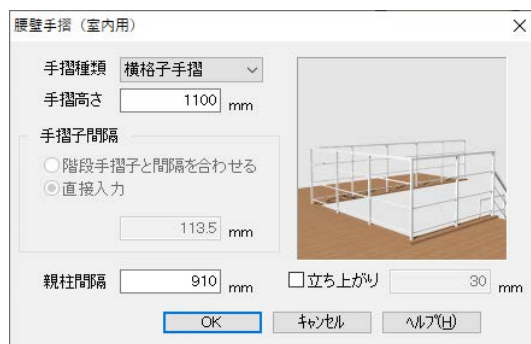 腰壁手摺（室内用）
手摺種類 横格子手摺
手摺高さ 1100 mm
手摺子間隔
階段手摺子と間隔を合わせる
直接入力
113.5 mm
親柱間隔 910 mm
立ち上がり 30 mm
OK キャンセル ヘルプ(H)